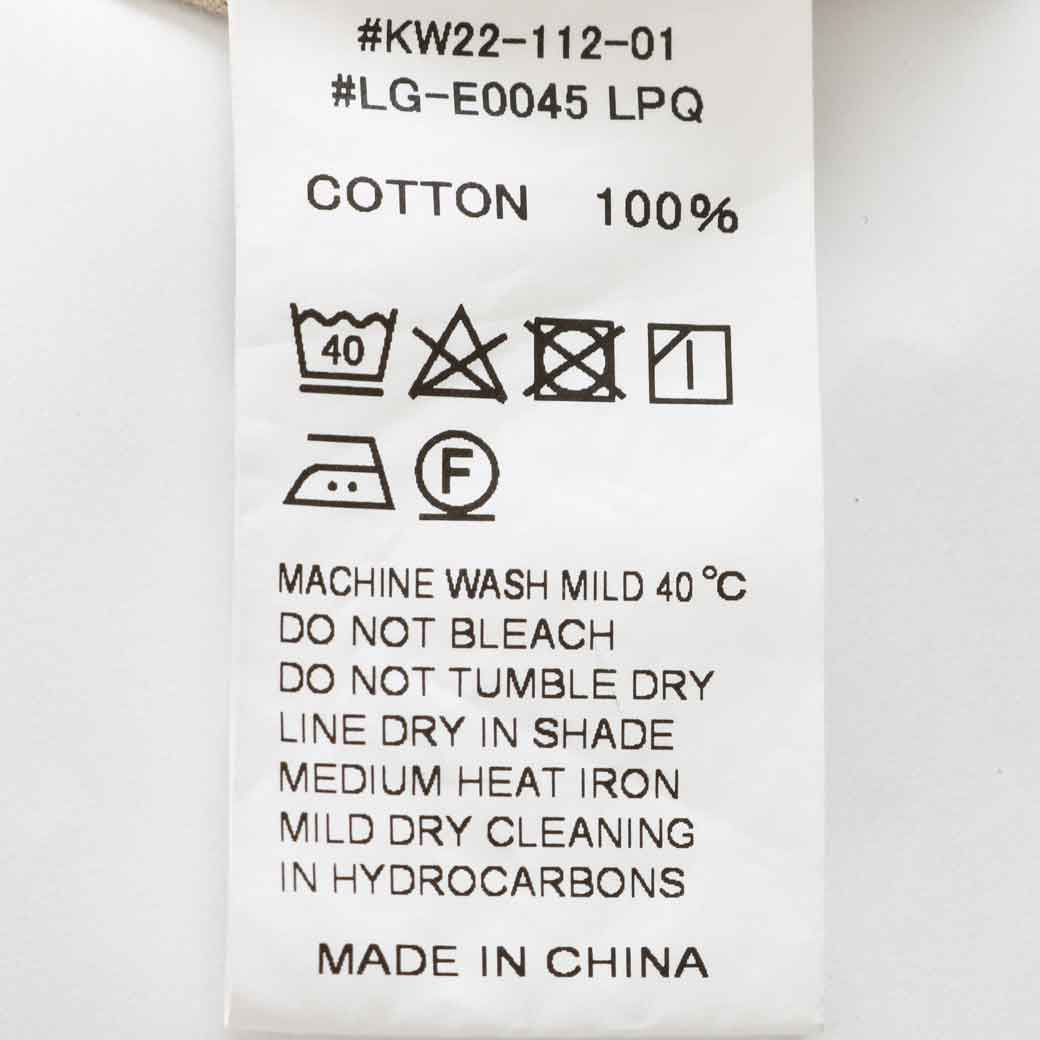 #KW22-112-01
#LG-E0045 LPQ
COTTON 100%
40
F
MACHINE WASH MILD 40 °C
DO NOT BLEACH
DO NOT TUMBLE DRY
LINE DRY IN SHADE
MEDIUM HEAT IRON
MILD DRY CLEANING
IN HYDROCARBONS
MADE IN CHINA